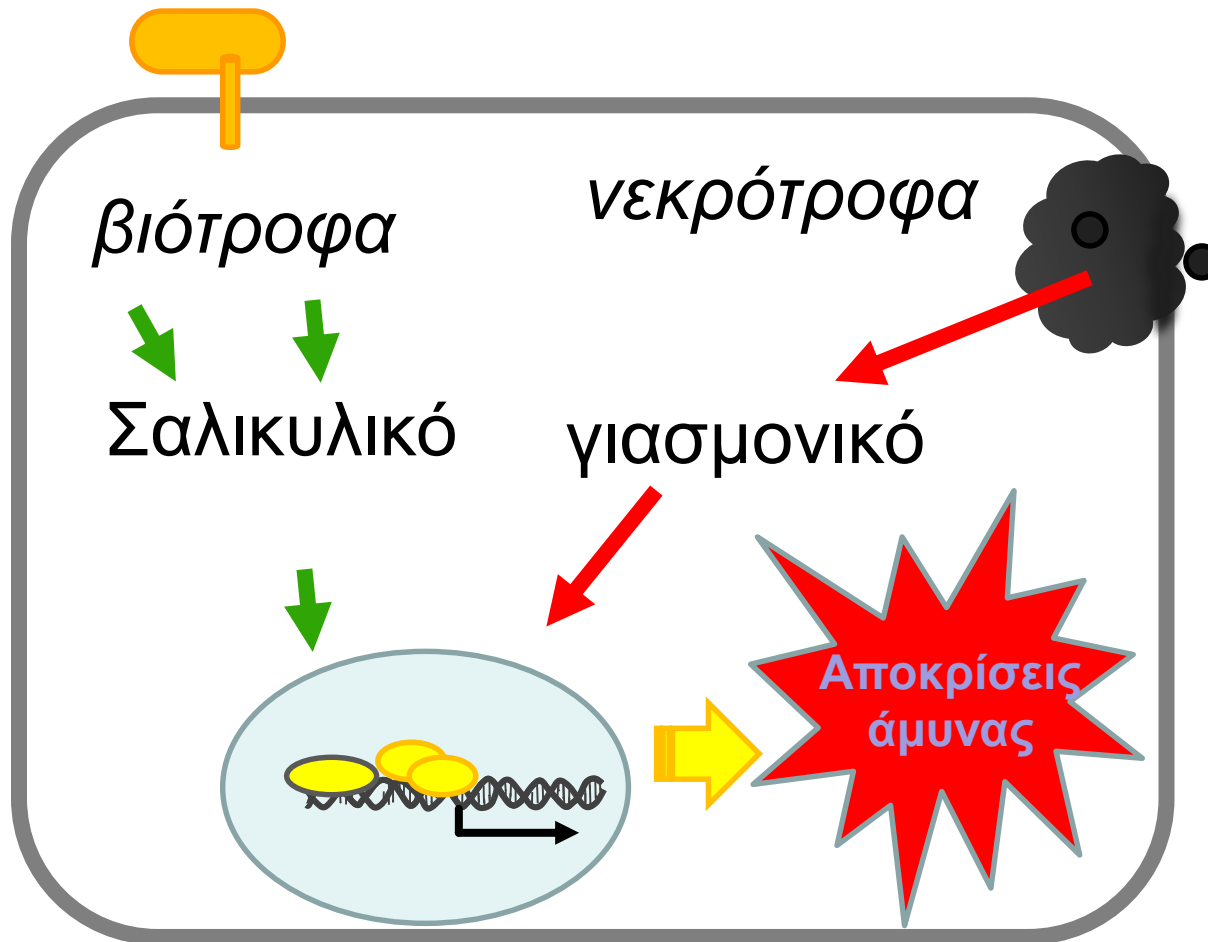 βιότροφα
νεκρότροφα
Σαλικυλικό
γιασμονικό
Αποκρίσεις
άμυνας